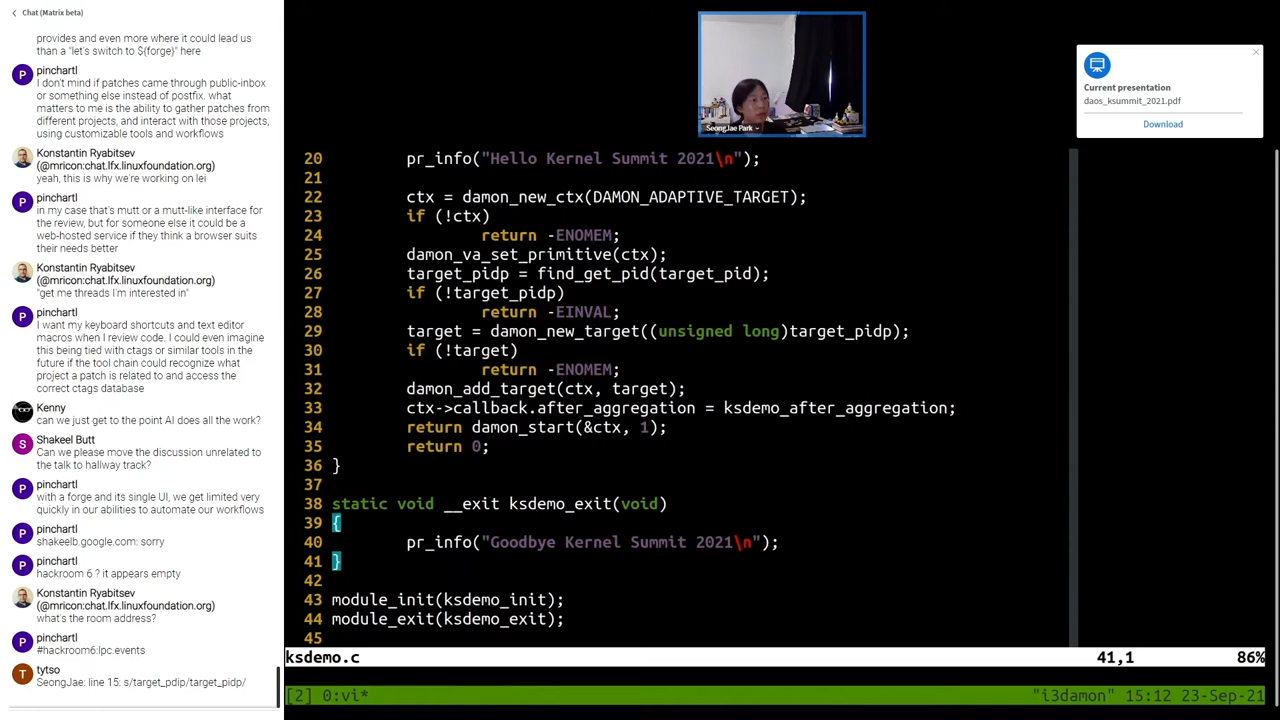 Chat (Matrix beta)
provides and even more where it could lead us
than a "let's switch to ${forge}" here
P
pinchartl
I don't mind if patches came through public-inbox
or something else instead of postfix. what
matters to me is the ability to gather patches from
different projects, and interact with those projects,
using customizable tools and workflows
Konstantin Ryabitsev
(@mricon:chat.lfx.linuxfoundation.org)
yeah, this is why we're working on lei
P
pinchartl
in my case that's mutt or a mutt-like interface for
the review, but for someone else it could be a
web-hosted service if they think a browser suits
their needs better
Konstantin Ryabitsev
(@mricon:chat.lfx.linuxfoundation.org)
"get me threads I'm interested in"
P
pinchartl
I want my keyboard shortcuts and text editor
macros when I review code. I could even imagine
this being tied with ctags or similar tools in the
future if the tool chain could recognize what
project a patch is related to and access the
correct ctags database
Kenny
can we just get to the point AI does all the work?
S
Shakeel Butt
Can we please move the discussion unrelated to
the talk to hallway track?
P
pinchartl
with a forge and its single UI, we get limited very
quickly in our abilities to automate our workflows
P
pinchartl
shakeelb.google.com: sorry
P
pinchartl
hackroom 6 ? it appears empty
Konstantin Ryabitsev
(@mricon:chat.lfx.linuxfoundation.org)
what's the room address?
P
pinchartl
#hackroom6:lpc.events
T
tytso
SeongJae: line 15: s/target_pdip/target_pidp/
SeongJae Park
Current presentation
daos_ksummit_2021.pdf
Download
20 pr_info("Hello Kernel Summit 2021\n");
21
22 ctx = damon_new_ctx(DAMON_ADAPTIVE_TARGET);
23 if (!ctx)
24 return -ENOMEM;
25 damon_va_set_primitive(ctx);
26 target_pidp = find_get_pid(target_pid);
27 if (!target_pidp)
28 return -EINVAL;
29 target = damon_new_target((unsigned long)target_pidp);
30 if (!target)
31 return -ENOMEM;
32 damon_add_target(ctx, target);
33 ctx->callback.after_aggregation = ksdemo_after_aggregation;
34 return damon_start(&ctx, 1);
35 return 0;
36 }
37
38 static void __exit ksdemo_exit(void)
39 {
40 pr_info("Goodbye Kernel Summit 2021\n");
41 }
42
43 module_init(ksdemo_init);
44 module_exit(ksdemo_exit);
45
ksdemo.c 41,1 86%
[2] 0:vi* "i3damon" 15:12 23-Sep-21